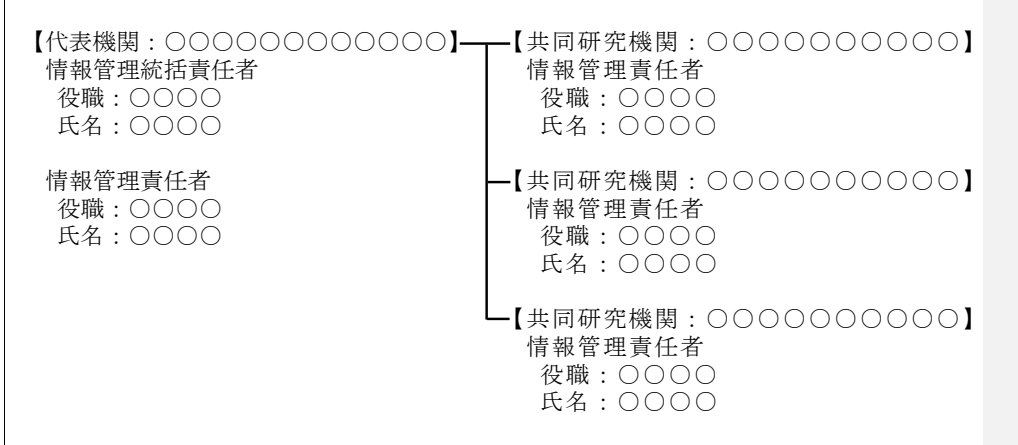 【代表機関：○○○○○○○○○○○○】
情報管理統括責任者
役職：○○○○
氏名：○○○○
情報管理責任者
役職：○○○○
氏名：○○○○
【共同研究機関：○○○○○○○○○○】
情報管理責任者
役職：○○○○
氏名：○○○○
【共同研究機関：○○○○○○○○○○】
情報管理責任者
役職：○○○○
氏名：○○○○
【共同研究機関：○○○○○○○○○○】
情報管理責任者
役職：○○○○
氏名：○○○○